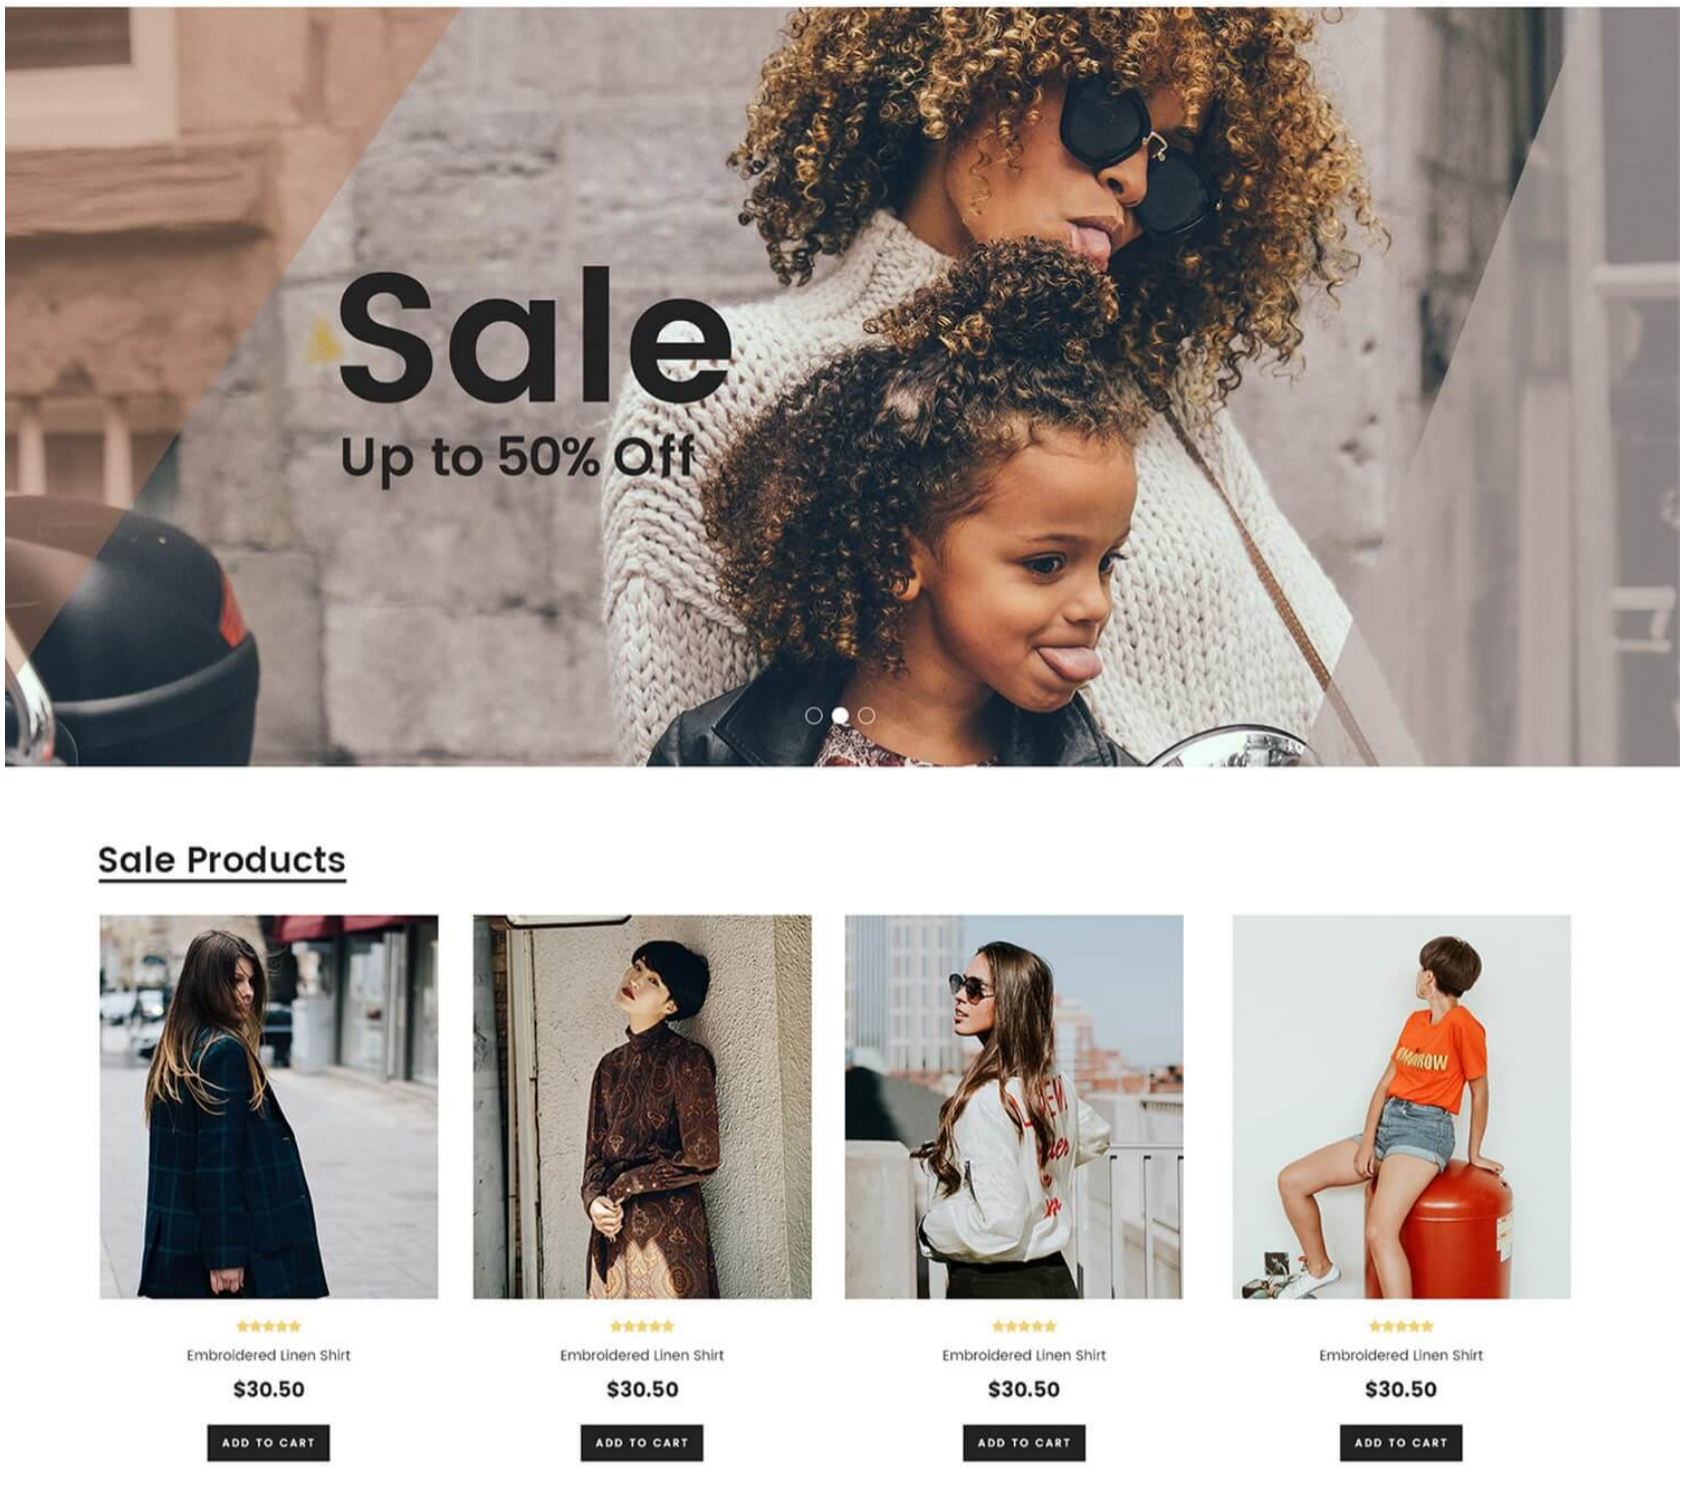 Sale
Up to 50% Off
Sale Products
Embroidered Linen Shirt
$30.50
ADD TO CART
Embroidered Linen Shirt
$30.50
ADD TO CART
Embroidered Linen Shirt
$30.50
ADD TO CART
Embroidered Linen Shirt
$30.50
ADD TO CART